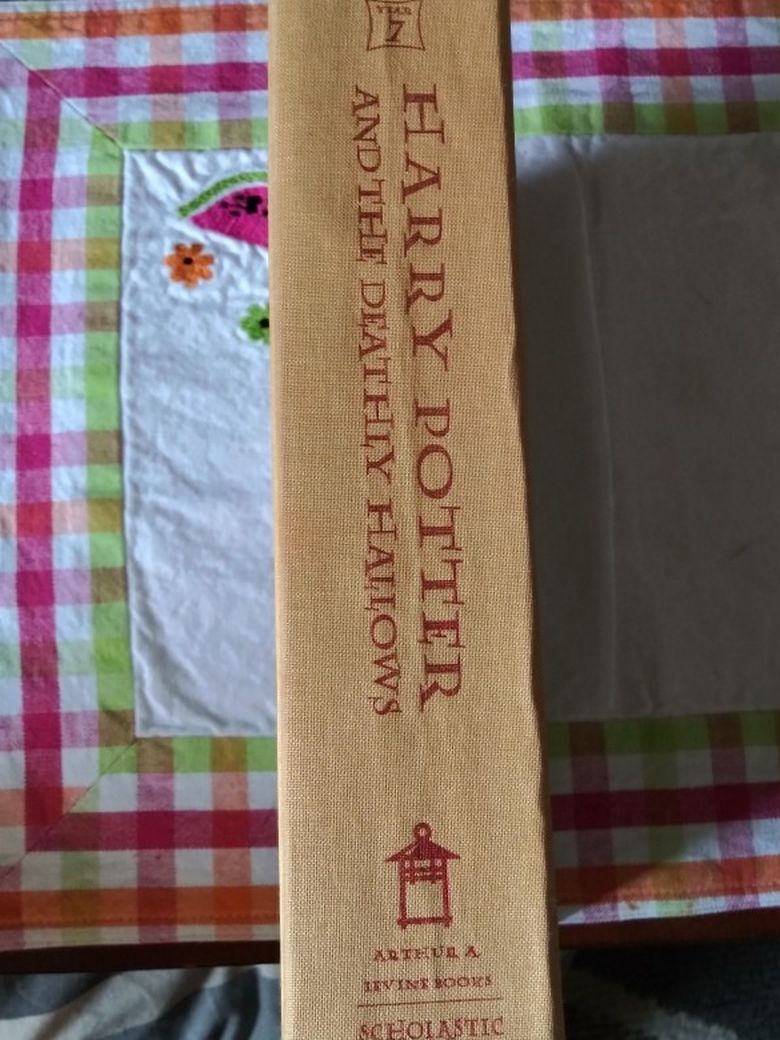 YEAR
7
HARRY POTTER
AND THE DEATHLY HALLOWS
ARTHUR A
LEVINE BOOKS
SCHOLASTIC